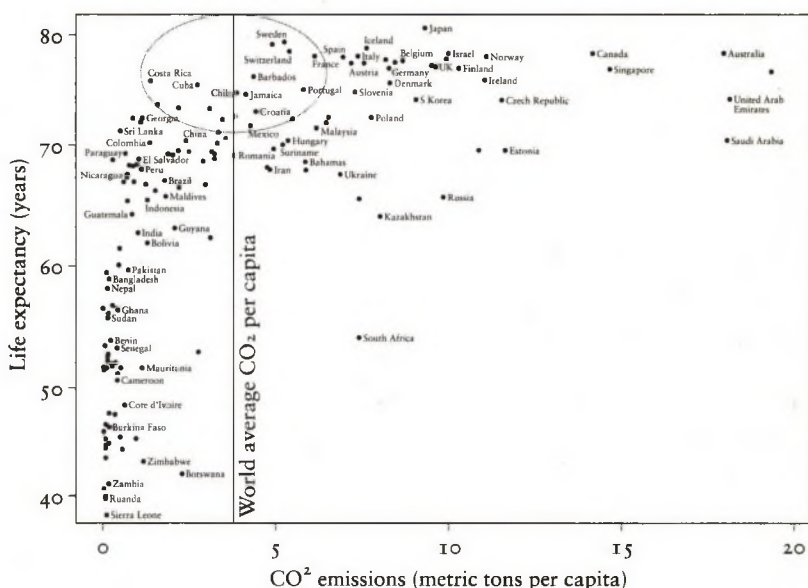 80
70
60
50
40
Life expectancy (years)
Japan
Sweden
Iceland
Spain
Belgium
Israel
Norway
Canada
Australia
Switzerland
France
Italy
UK
Finland
Singapore
Costa Rica
Cuba
Barbados
Austria
Germany
Denmark
Ireland
Chile
Jamaica
Portugal
Slovenia
S Korea
Czech Republic
United Arab
Emirates
Georgia
Croatia
Poland
Sri Lanka
Mexico
Malaysia
Colombia
China
Hungary
Saudi Arabia
Paraguay
El Salvador
Romania
Suriname
Estonia
Peru
Iran
Bahamas
Nicaragua
Brazil
Ukraine
Maldives
Russia
Indonesia
Guatemala
Kazakhstan
Guyana
India
Bolivia
Pakistan
Bangladesh
Nepal
Ghana
Sudan
South Africa
Benin
Senegal
Mauritania
Cameroon
Core d'Ivoire
Burkina Faso
Zimbabwe
Botswana
Zambia
Ruanda
Sierra Leone
World average CO₂ per capita
0 5 10 15 20
CO² emissions (metric tons per capita)